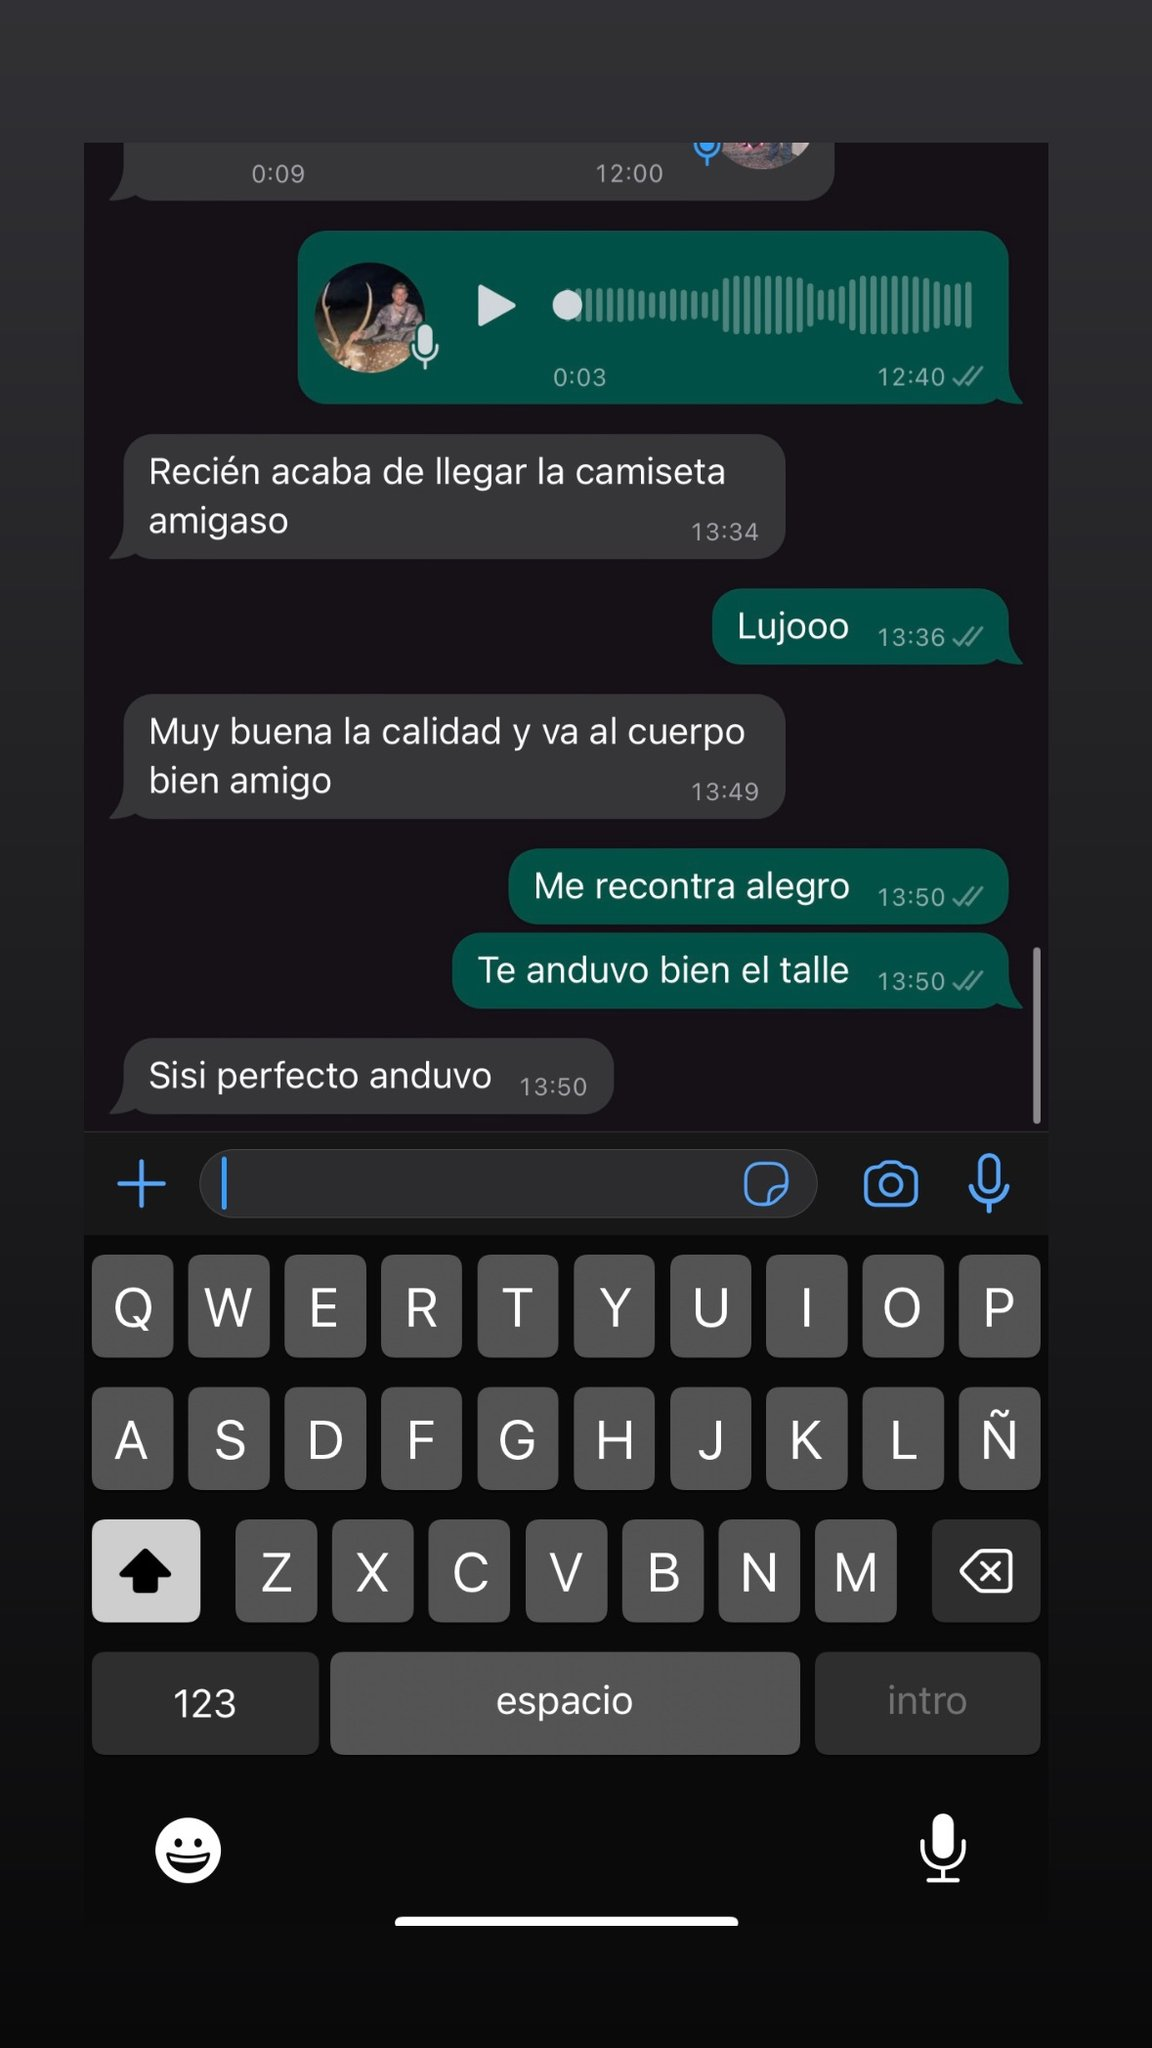 0:09 12:00
0:03 12:40
Recién acaba de llegar la camiseta
amigaso 13:34
Lujooo 13:36
Muy buena la calidad y va al cuerpo
bien amigo 13:49
Me recontra alegro 13:50
Te anduvo bien el talle 13:50
Sisi perfecto anduvo 13:50
Q W E R T Y U I O P
A S D F G H J K L Ñ
Z X C V B N M
123 espacio intro